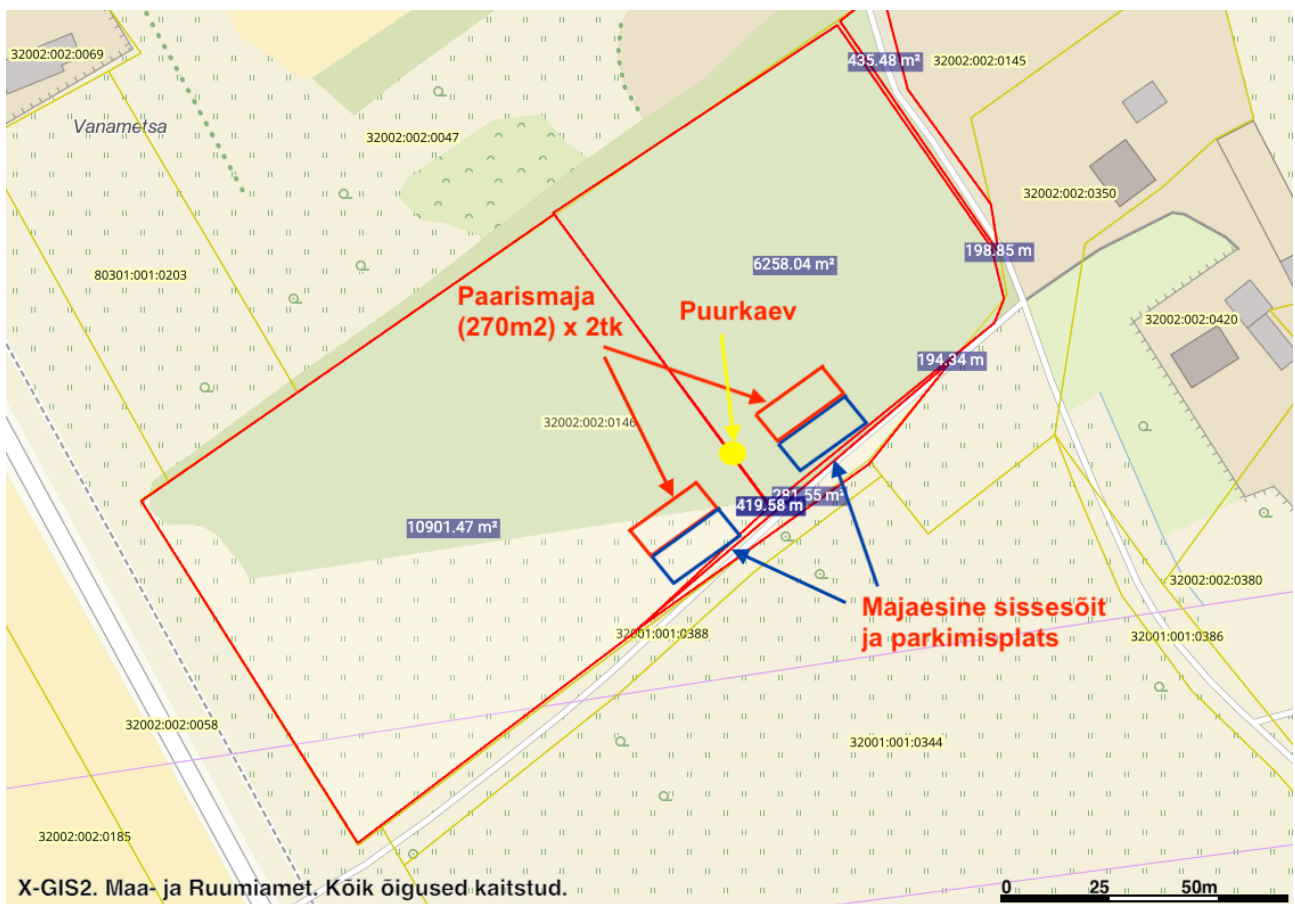 435.48 m²
32002:002:0069
32002:002:0145
Vanametsa
32002:002:0047
32002:002:0350
198.85 m
6258.04 m²
80301:001:0203
Paarismaja
(270m2) x 2tk
Puurkaev
32002:002:0420
194.34 m
32002:002:0146
281.55 m²
419.58 m
10901.47 m²
32002:002:0380
Majaesine sissesõit
ja parkimisplats
32001:001:0388
32001:001:0386
32002:002:0058
32001:001:0344
32002:002:0185
X-GIS2. Maa- ja Ruumiamet. Kõik õigused kaitstud.
0 25 50m